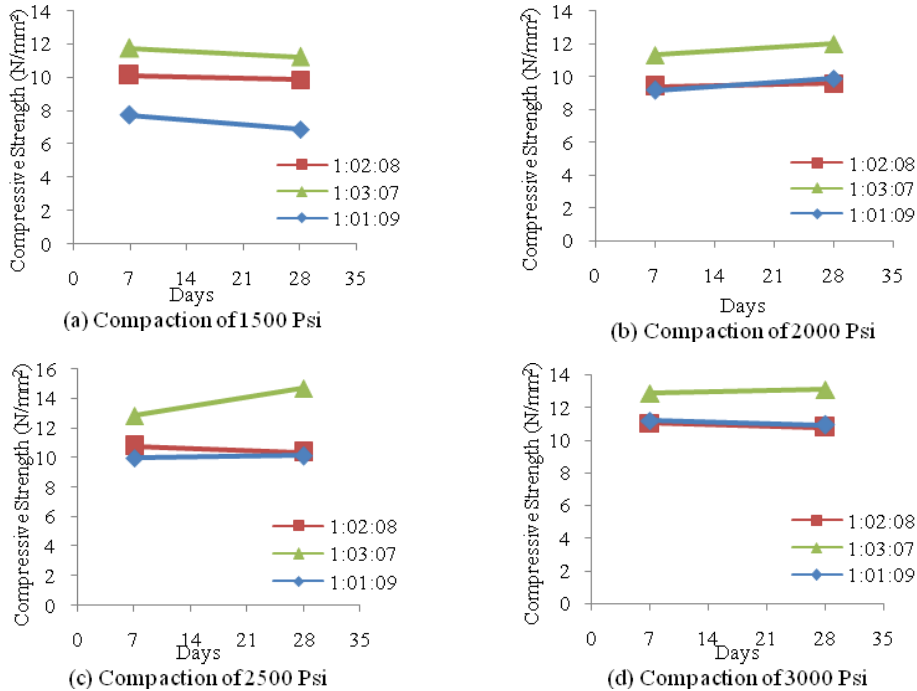 Compressive Strength (N/mm²)
14
12
10
8
6
4
2
0
0 7 14 21 28 35
Days
1:02:08
1:03:07
1:01:09
(a) Compaction of 1500 Psi
Compressive Strength (N/mm²)
14
12
10
8
6
4
2
0
0 7 14 21 28 35
Days
1:02:08
1:03:07
1:01:09
(b) Compaction of 2000 Psi
Compressive Strength (N/mm²)
16
14
12
10
8
6
4
2
0
0 7 14 21 28 35
Days
1:02:08
1:03:07
1:01:09
(c) Compaction of 2500 Psi
Compressive Strength (N/mm²)
14
12
10
8
6
4
2
0
0 7 14 21 28 35
Days
1:02:08
1:03:07
1:01:09
(d) Compaction of 3000 Psi